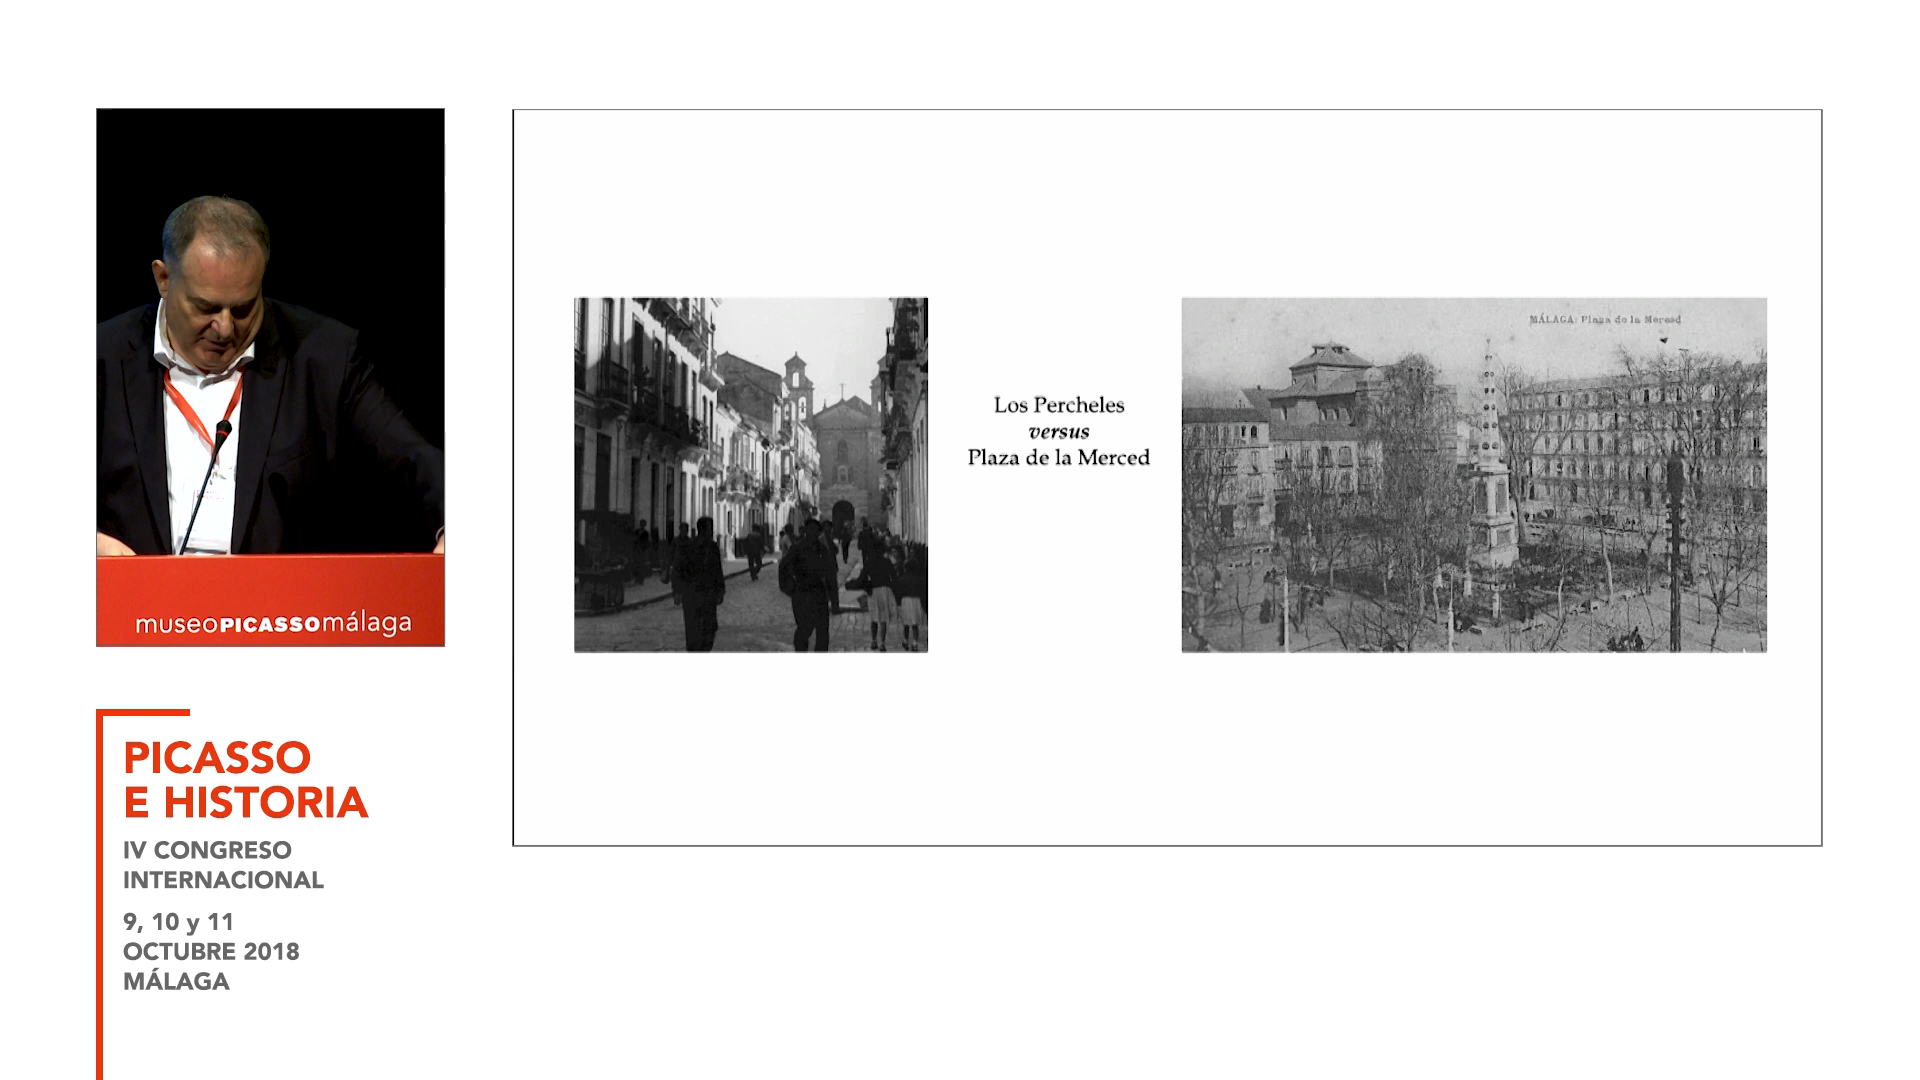 museoPICASSOmálaga
PICASSO
E HISTORIA
IV CONGRESO
INTERNACIONAL
9, 10 y 11
OCTUBRE 2018
MÁLAGA
Los Percheles
versus
Plaza de la Merced
MÁLAGA: Plaza de la Merced